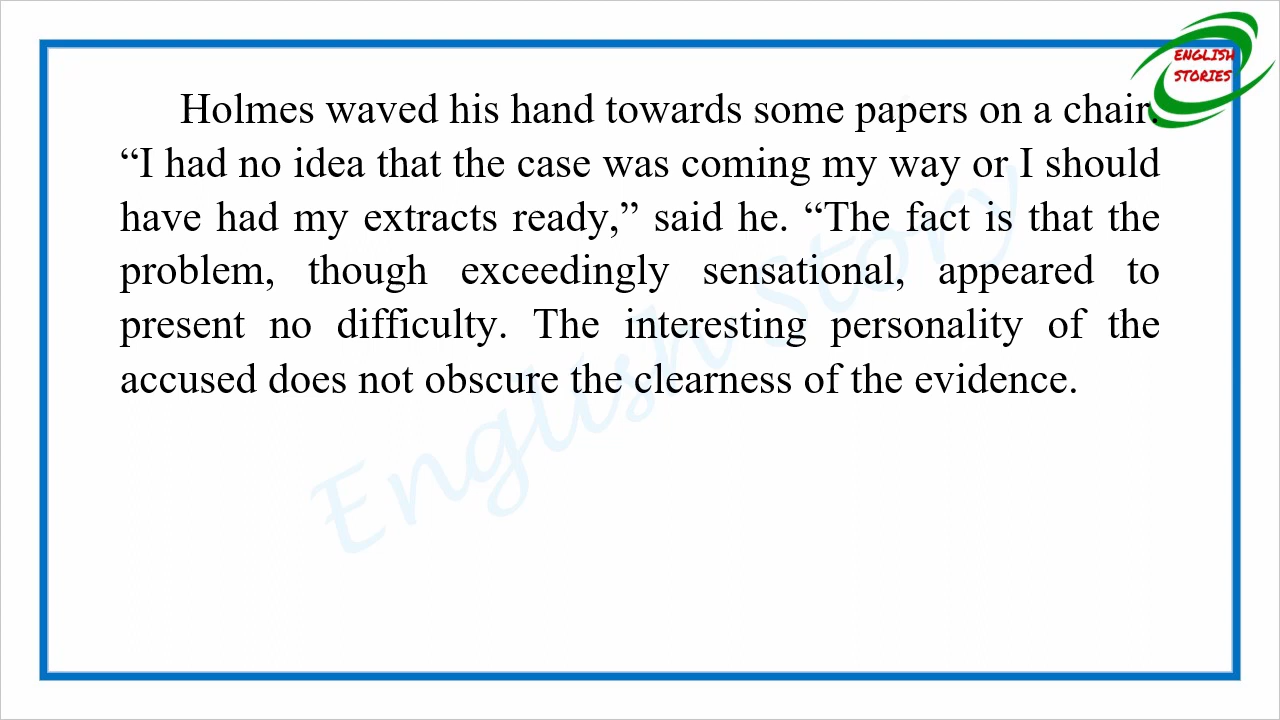 ENGLISH
STORIES
Holmes waved his hand towards some papers on a chair.
“I had no idea that the case was coming my way or I should
have had my extracts ready,” said he. “The fact is that the
problem, though exceedingly sensational, appeared to
present no difficulty. The interesting personality of the
accused does not obscure the clearness of the evidence.
English Story